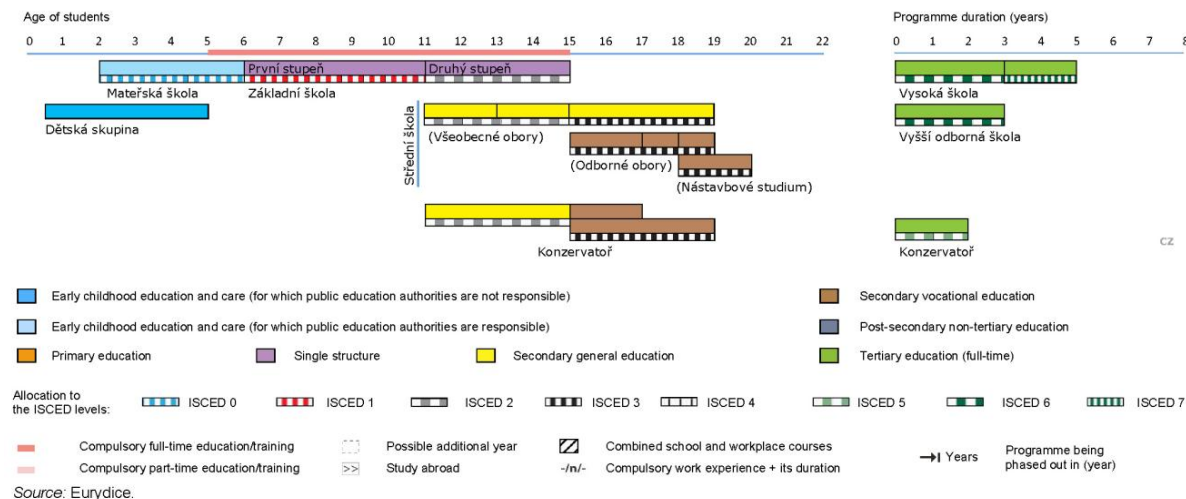 Age of students
Programme duration (years)
0 1 2 3 4 5 6 7 8 9 10 11 12 13 14 15 16 17 18 19 20 21 22
0 1 2 3 4 5 6 7 8
První stupeň
Druhý stupeň
Mateřská škola
Základní škola
Vysoká škola
Dětská skupina
Střední škola
(Všeobecné obory)
Vyšší odborná škola
(Odborné obory)
(Nástavbové studium)
Konzervatoř
Konzervatoř
CZ
Early childhood education and care (for which public education authorities are not responsible)
Secondary vocational education
Early childhood education and care (for which public education authorities are responsible)
Post-secondary non-tertiary education
Primary education
Single structure
Secondary general education
Tertiary education (full-time)
Allocation to
the ISCED levels:
ISCED 0
ISCED 1
ISCED 2
ISCED 3
ISCED 4
ISCED 5
ISCED 6
ISCED 7
Compulsory full-time education/training
Possible additional year
Combined school and workplace courses
Compulsory part-time education/training
>> Study abroad
-/n/- Compulsory work experience + its duration
Years
Programme being
phased out in (year)
Source: Eurydice.